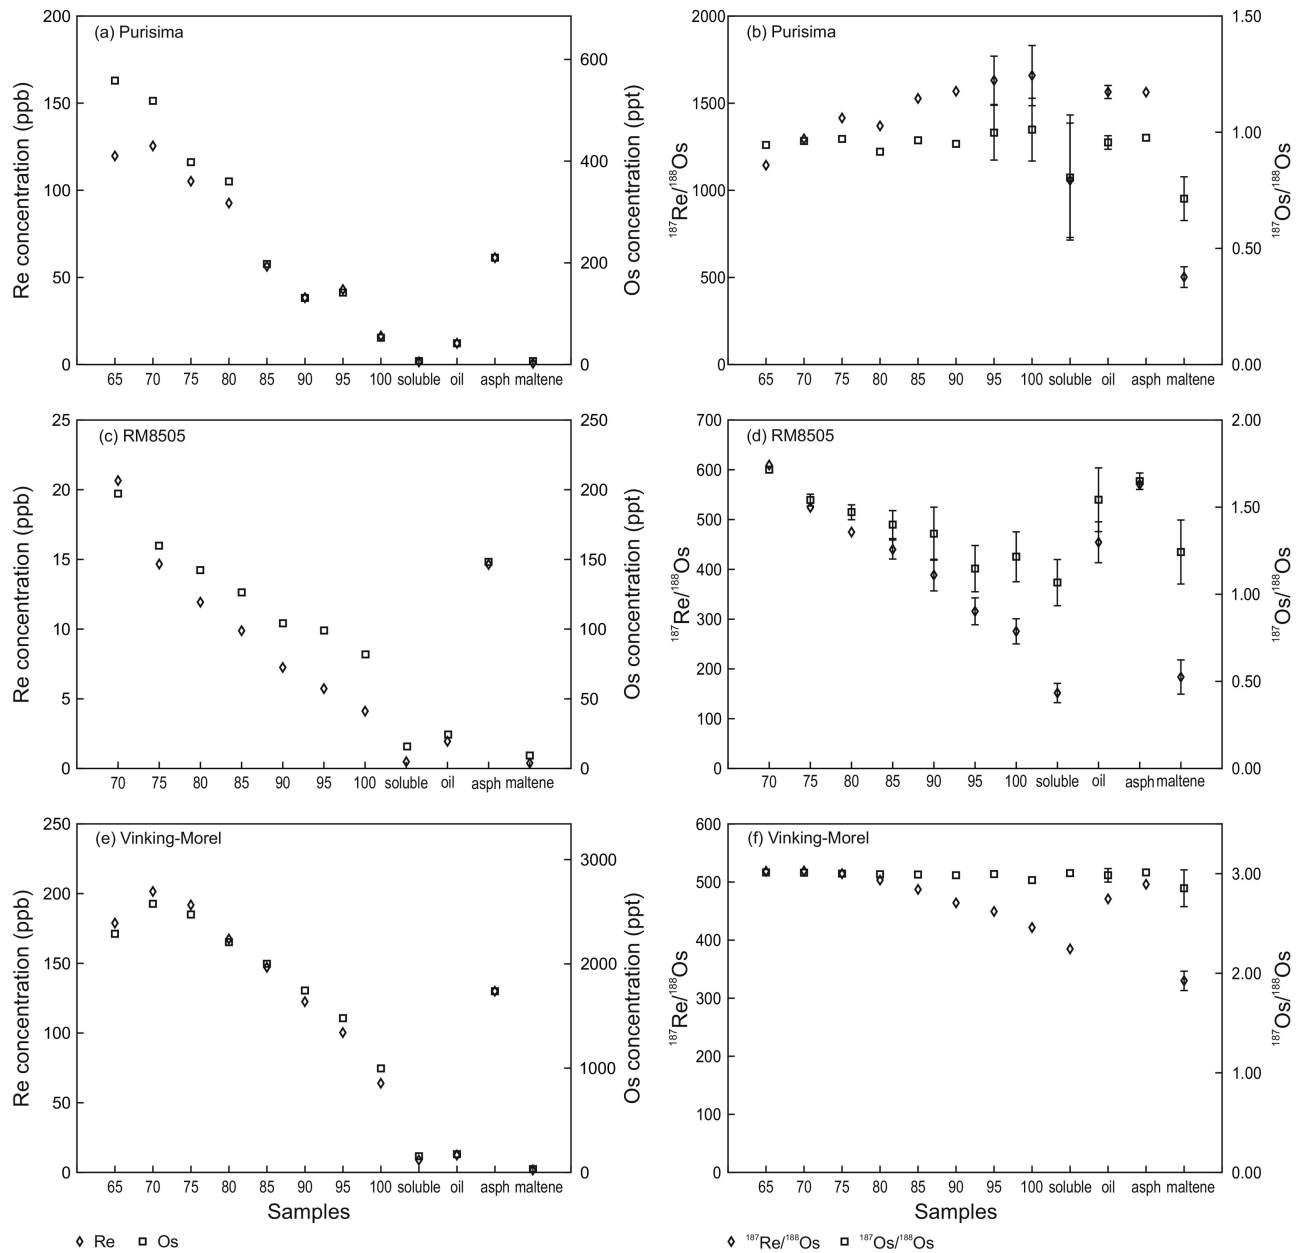 (a) Purisima
Re concentration (ppb)
200
150
100
50
0
Os concentration (ppt)
600
400
200
0
65 70 75 80 85 90 95 100 soluble oil asph maltene
(b) Purisima
187Re/188Os
2000
1500
1000
500
0
187Os/188Os
1.50
1.00
0.50
0.00
65 70 75 80 85 90 95 100 soluble oil asph maltene
(c) RM8505
Re concentration (ppb)
25
20
15
10
5
0
Os concentration (ppt)
250
200
150
100
50
0
70 75 80 85 90 95 100 soluble oil asph maltene
(d) RM8505
187Re/188Os
700
600
500
400
300
200
100
0
187Os/188Os
2.00
1.50
1.00
0.50
0.00
70 75 80 85 90 95 100 soluble oil asph maltene
(e) Vinking-Morel
Re concentration (ppb)
250
200
150
100
50
0
Os concentration (ppt)
3000
2000
1000
0
65 70 75 80 85 90 95 100 soluble oil asph maltene
Samples
Re Os
(f) Vinking-Morel
187Re/188Os
600
500
400
300
200
100
0
187Os/188Os
3.00
2.00
1.00
0.00
65 70 75 80 85 90 95 100 soluble oil asph maltene
Samples
187Re/188Os 187Os/188Os